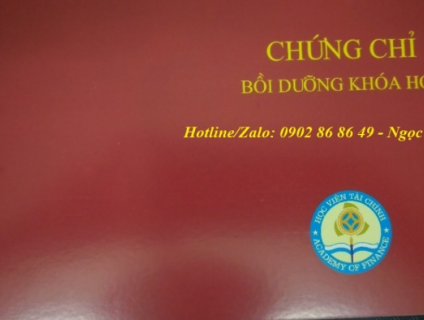 CHỨNG CHỈ
BỒI DƯỠNG KHÓA HỌ
Hotline/Zalo: 0902 86 86 49 - Ngọc
HỌC VIỆN TÀI CHÍNH
ACADEMY OF FINANCE